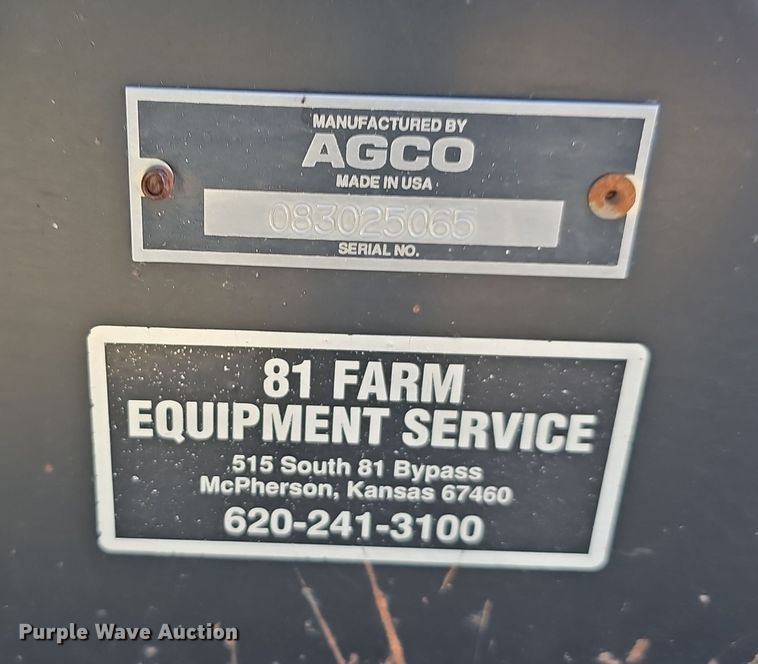 MANUFACTURED BY
AGCO
MADE IN USA
083025065
SERIAL NO.
81 FARM
EQUIPMENT SERVICE
515 South 81 Bypass
McPherson, Kansas 67460
620-241-3100
Purple Wave Auction